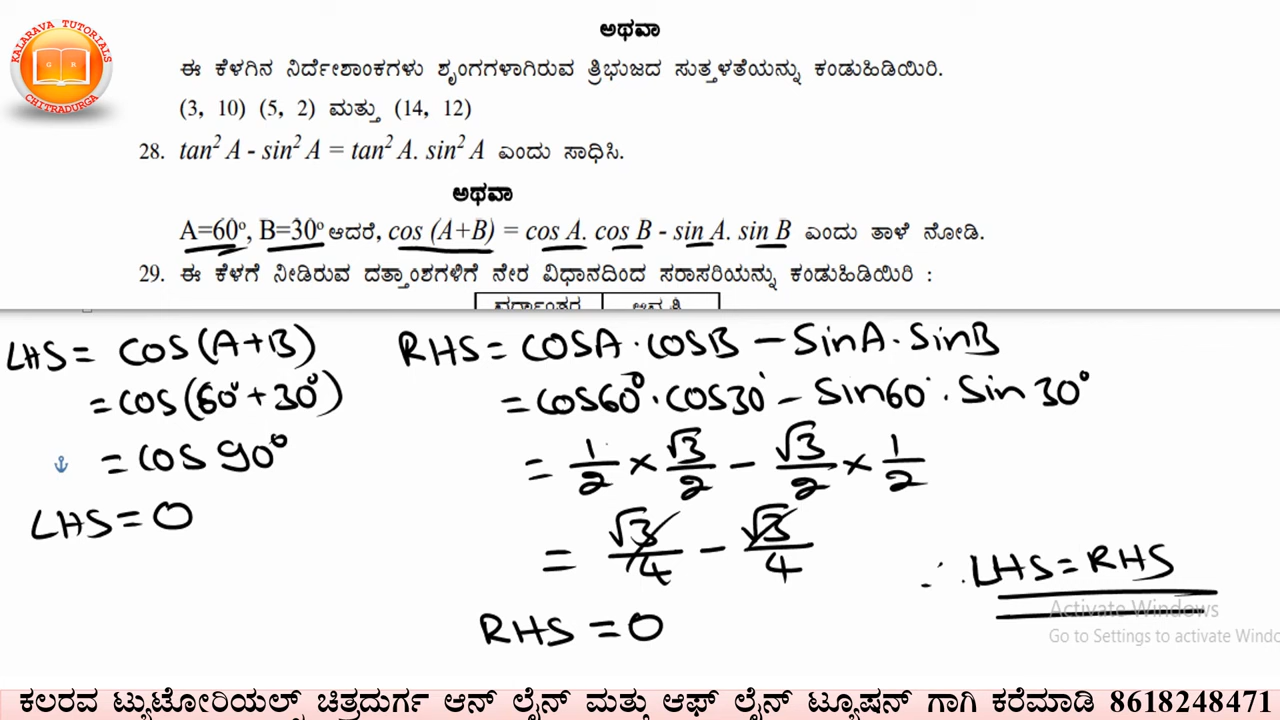 KALARAVA TUTORIALS
G R
CHITRADURGA
ಅಥವಾ
ಈ ಕೆಳಗಿನ ನಿರ್ದೇಶಾಂಕಗಳು ಶೃಂಗಗಳಾಗಿರುವ ತ್ರಿಭುಜದ ಸುತ್ತಳತೆಯನ್ನು ಕಂಡುಹಿಡಿಯಿರಿ.
(3, 10) (5, 2) ಮತ್ತು (14, 12)
28. tan² A - sin² A = tan² A. sin² A ಎಂದು ಸಾಧಿಸಿ.
ಅಥವಾ
A=60°, B=30° ಆದರೆ, cos (A+B) = cos A. cos B - sin A. sin B ಎಂದು ತಾಳೆ ನೋಡಿ.
29. ಈ ಕೆಳಗೆ ನೀಡಿರುವ ದತ್ತಾಂಶಗಳಿಗೆ ನೇರ ವಿಧಾನದಿಂದ ಸರಾಸರಿಯನ್ನು ಕಂಡುಹಿಡಿಯಿರಿ :
ವರ್ಗಾಂತರ ಆವೃತ್ತಿ
LHS = cos(A+B)
= cos(60° + 30°)
= cos 90°
LHS = 0
RHS = cosA · cosB – SinA · SinB
= cos60° · cos30° – Sin60° · Sin 30°
= 1/2 × √3/2 – √3/2 × 1/2
= √3/4 – √3/4
RHS = 0
∴ LHS = RHS
Activate Windows
Go to Settings to activate Windo
ಕಲರವ ಟ್ಯುಟೋರಿಯಲ್ಸ್ ಚಿತ್ರದುರ್ಗ ಆನ್ ಲೈನ್ ಮತ್ತು ಆಫ್ ಲೈನ್ ಟ್ಯೂಷನ್ ಗಾಗಿ ಕರೆಮಾಡಿ 8618248471